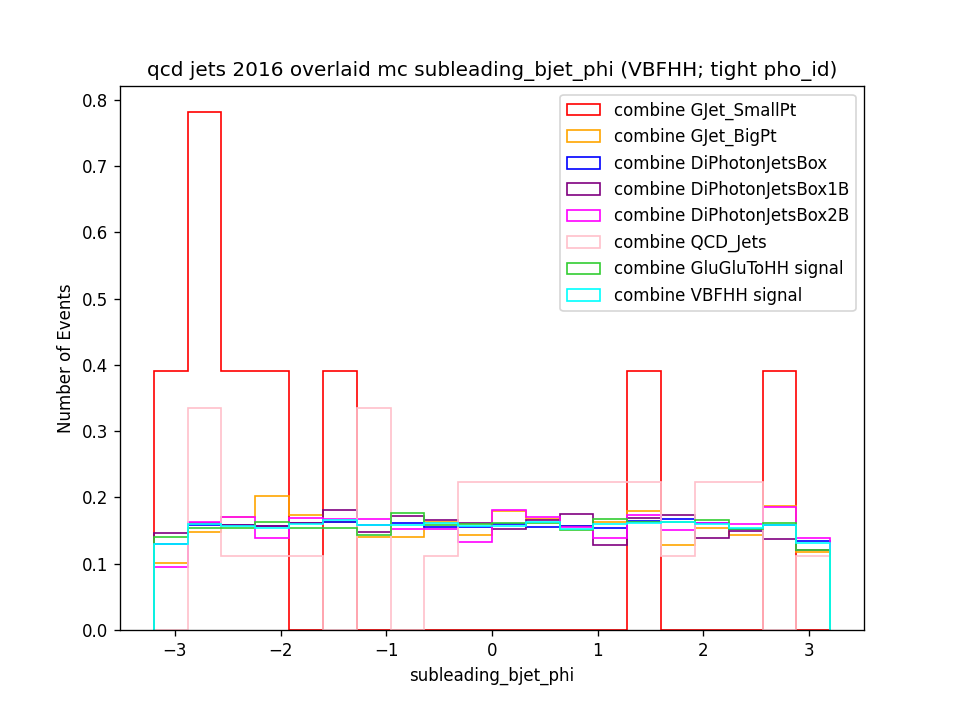 qcd jets 2016 overlaid mc subleading_bjet_phi (VBFHH; tight pho_id)
combine GJet_SmallPt
combine GJet_BigPt
combine DiPhotonJetsBox
combine DiPhotonJetsBox1B
combine DiPhotonJetsBox2B
combine QCD_Jets
combine GluGluToHH signal
combine VBFHH signal
Number of Events
0.8
0.7
0.6
0.5
0.4
0.3
0.2
0.1
0.0
−3 −2 −1 0 1 2 3
subleading_bjet_phi